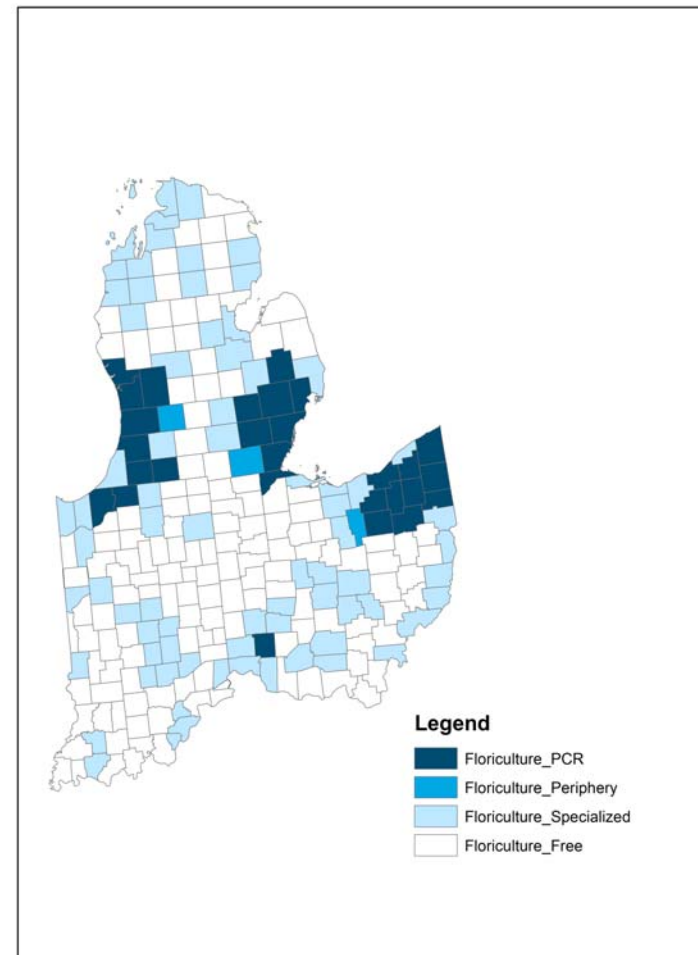 Legend
Floriculture_PCR
Floriculture_Periphery
Floriculture_Specialized
Floriculture_Free